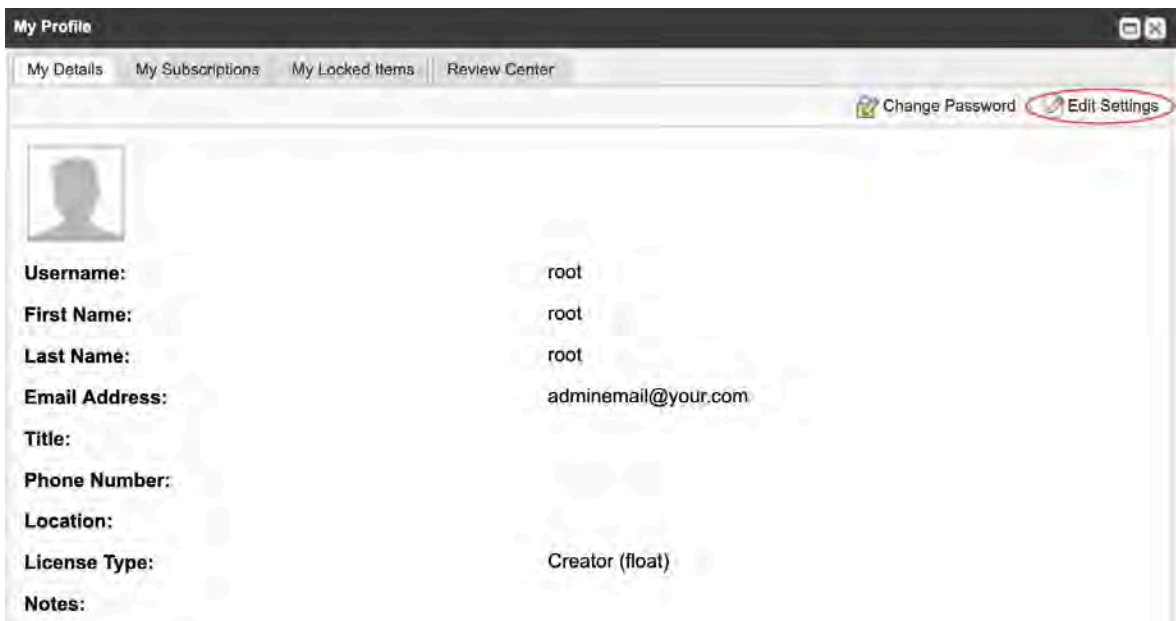 My Profile
My Details My Subscriptions My Locked Items Review Center
Change Password Edit Settings
Username: root
First Name: root
Last Name: root
Email Address: adminemail@your.com
Title:
Phone Number:
Location:
License Type: Creator (float)
Notes: